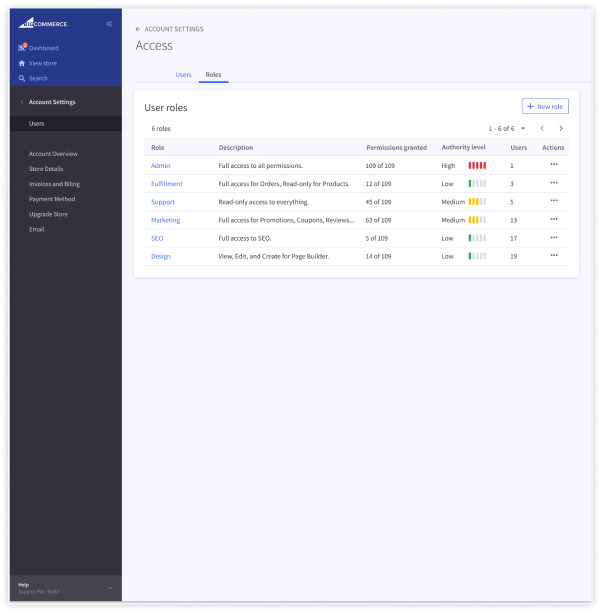 BIGCOMMERCE
Dashboard
View store
Search
Account Settings
Users
Account Overview
Store Details
Invoices and Billing
Payment Method
Upgrade Store
Email
Help
ACCOUNT SETTINGS
Access
Users Roles
User roles
+ New role
6 roles 1 - 6 of 6
Role Description Permissions granted Authority level Users Actions
Admin Full access to all permissions. 109 of 109 High 1 ...
Fulfillment Full access for Orders, Read-only for Products. 12 of 109 Low 3 ...
Support Read-only access to everything. 45 of 109 Medium 5 ...
Marketing Full access for Promotions, Coupons, Reviews... 63 of 109 Medium 13 ...
SEO Full access to SEO. 5 of 109 Low 17 ...
Design View, Edit, and Create for Page Builder. 14 of 109 Low 19 ...